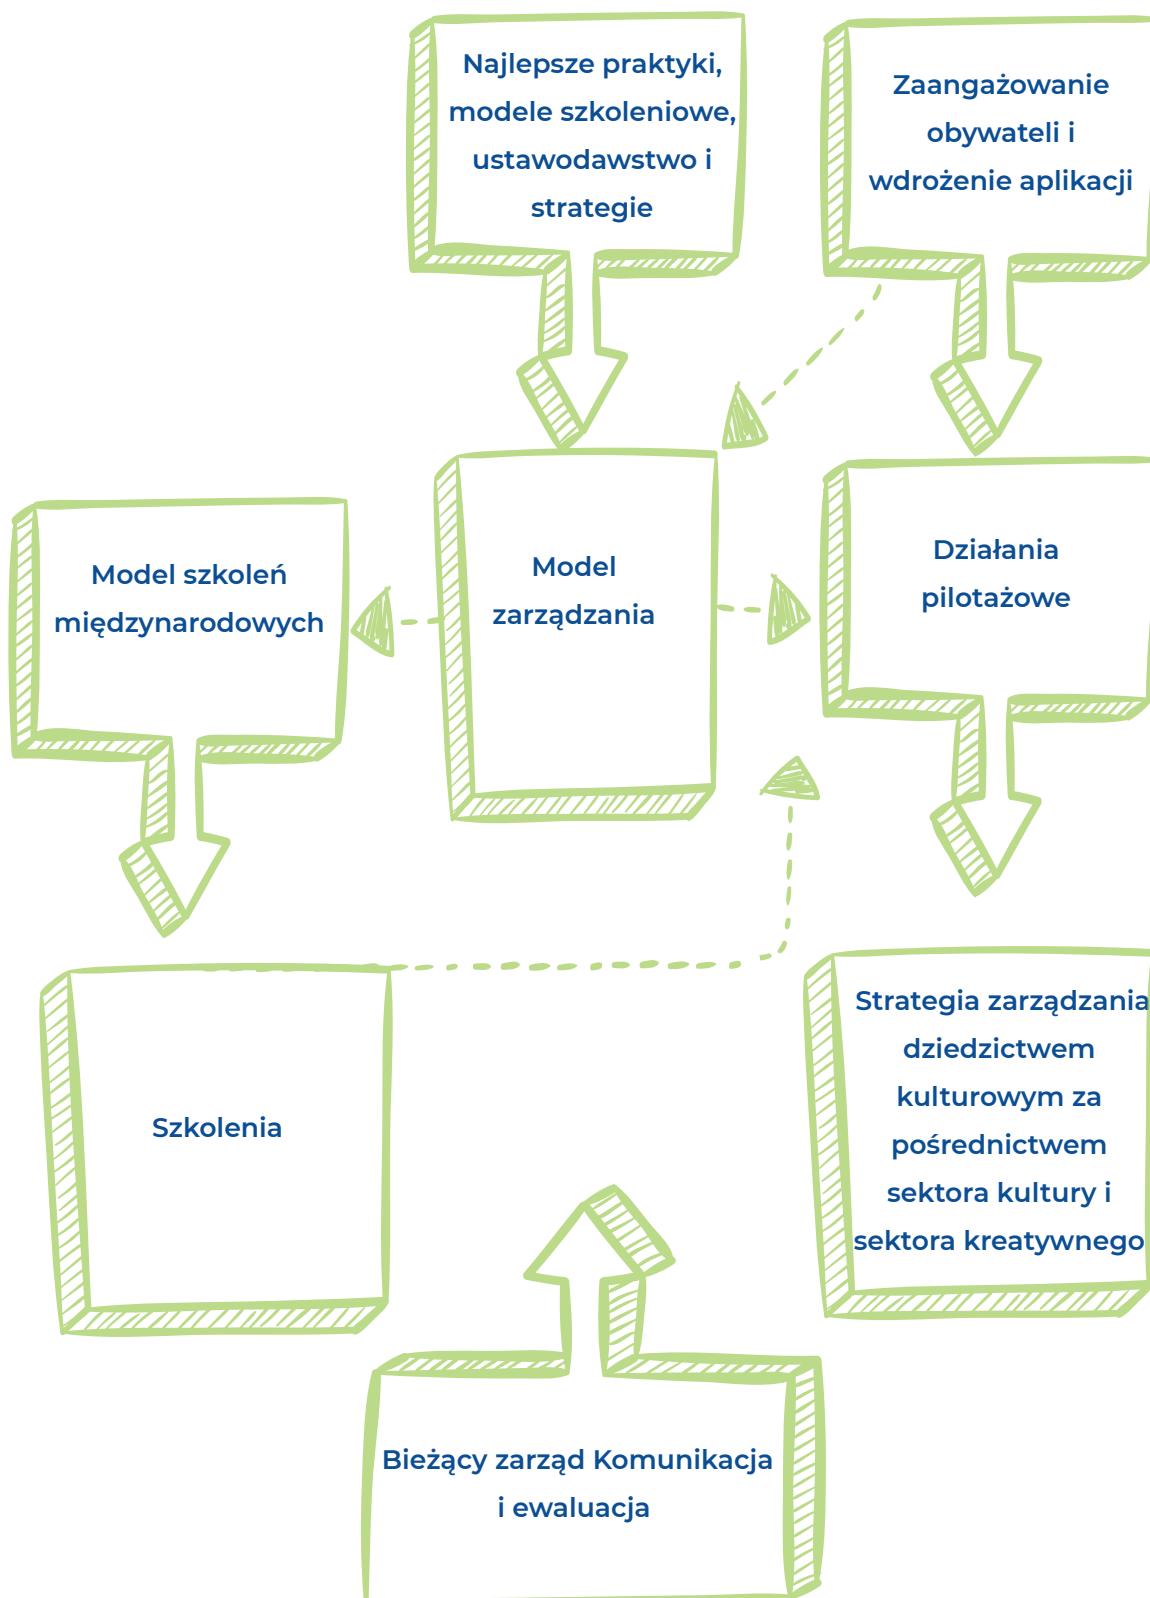 Najlepsze praktyki,
modele szkoleniowe,
ustawodawstwo i
strategie
Zaangażowanie
obywateli i
wdrożenie aplikacji
Model szkoleń
międzynarodowych
Model
zarządzania
Działania
pilotażowe
Szkolenia
Strategia zarządzania
dziedzictwem
kulturowym za
pośrednictwem
sektora kultury i
sektora kreatywnego
Bieżący zarząd Komunikacja
i ewaluacja